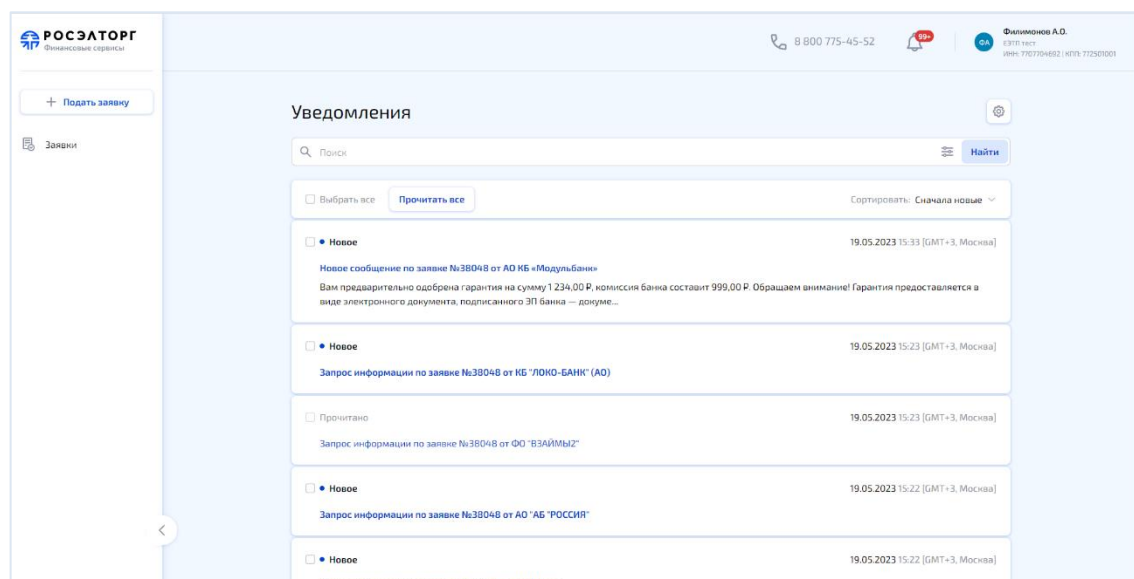 РОСЭЛТОРГ
Финансовые сервисы
8 800 775-45-52
99+
ФА
Филимонов А.О.
ЕЭТП тест
ИНН: 7707704692 | КПП: 772501001
+ Подать заявку
Заявки
Уведомления
Поиск
Найти
Выбрать все
Прочитать все
Сортировать: Сначала новые
Новое
19.05.2023 15:33 [GMT+3, Москва]
Новое сообщение по заявке №38048 от АО КБ «Модульбанк»
Вам предварительно одобрена гарантия на сумму 1 234,00 ₽, комиссия банка составит 999,00 ₽. Обращаем внимание! Гарантия предоставляется в
виде электронного документа, подписанного ЭП банка — докуме...
Новое
19.05.2023 15:23 [GMT+3, Москва]
Запрос информации по заявке №38048 от КБ "ЛОКО-БАНК" (АО)
Прочитано
19.05.2023 15:23 [GMT+3, Москва]
Запрос информации по заявке №38048 от ФО "ВЗАЙМЫ2"
Новое
19.05.2023 15:22 [GMT+3, Москва]
Запрос информации по заявке №38048 от АО "АБ "РОССИЯ"
Новое
19.05.2023 15:22 [GMT+3, Москва]